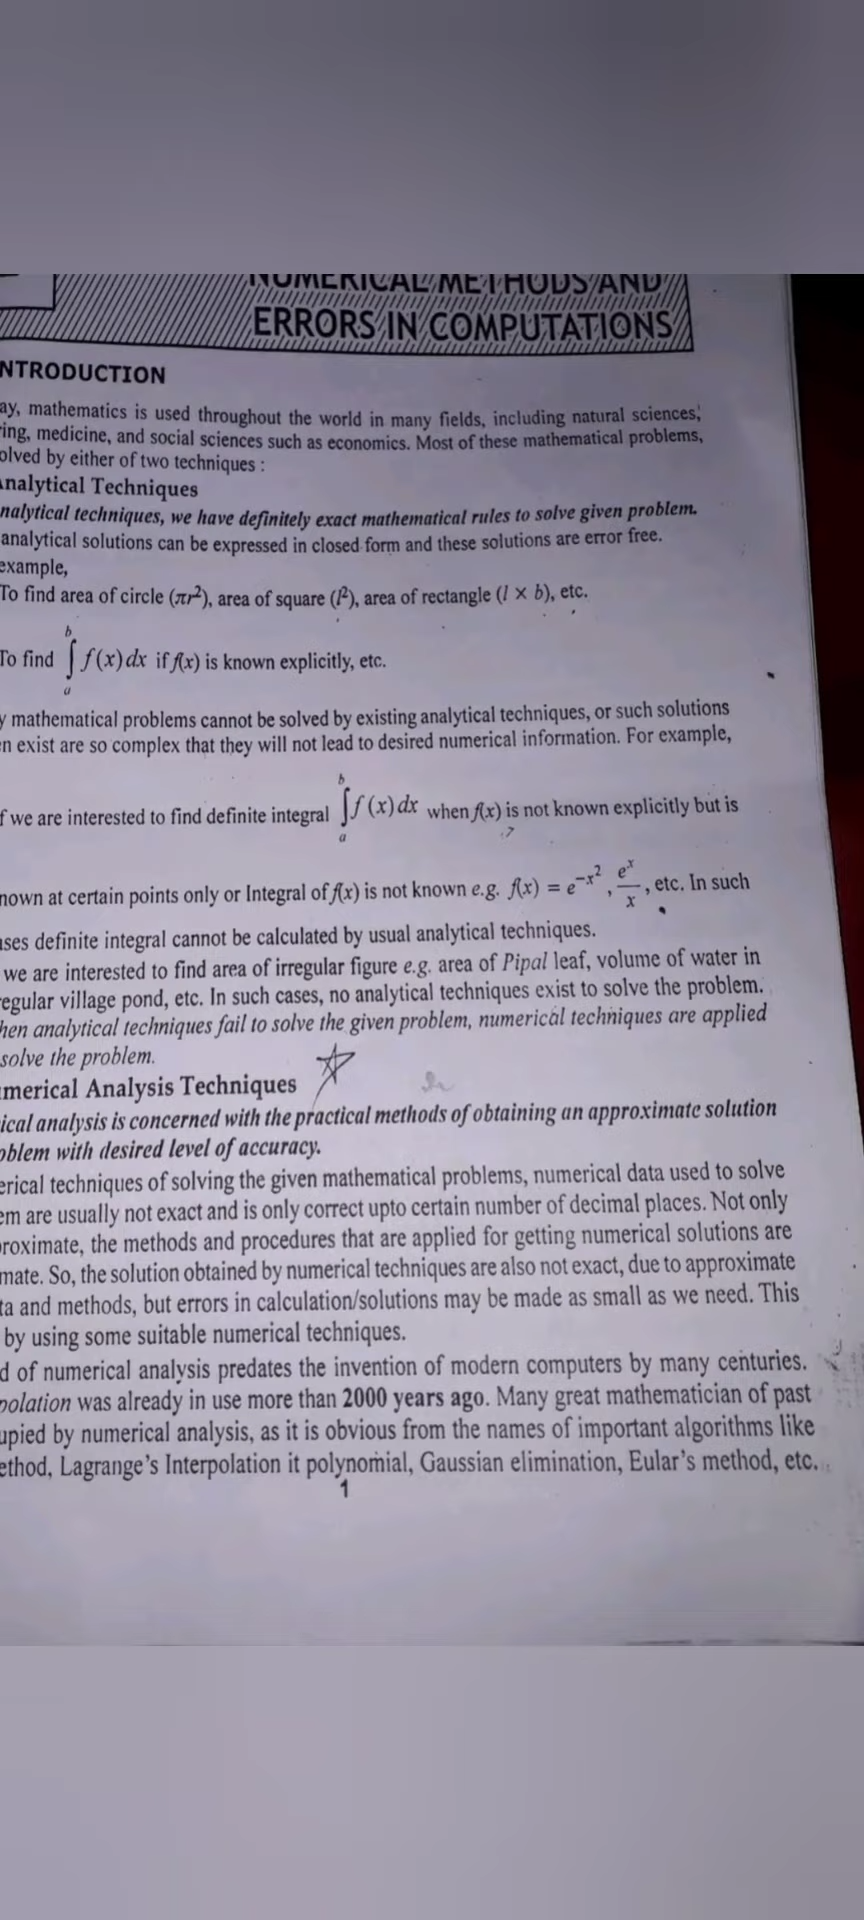 NUMERICAL METHODS AND
ERRORS IN COMPUTATIONS
NTRODUCTION
ay, mathematics is used throughout the world in many fields, including natural sciences,
ring, medicine, and social sciences such as economics. Most of these mathematical problems,
olved by either of two techniques :
nalytical Techniques
nalytical techniques, we have definitely exact mathematical rules to solve given problem.
analytical solutions can be expressed in closed form and these solutions are error free.
example,
To find area of circle (πr²), area of square (l²), area of rectangle (l × b), etc.
To find ∫ₐᵇ f(x) dx if f(x) is known explicitly, etc.
y mathematical problems cannot be solved by existing analytical techniques, or such solutions
en exist are so complex that they will not lead to desired numerical information. For example,
f we are interested to find definite integral ∫ₐᵇ f(x) dx when f(x) is not known explicitly but is
nown at certain points only or Integral of f(x) is not known e.g. f(x) = e^(-x²), e^x/x, etc. In such
ases definite integral cannot be calculated by usual analytical techniques.
we are interested to find area of irregular figure e.g. area of Pipal leaf, volume of water in
regular village pond, etc. In such cases, no analytical techniques exist to solve the problem.
hen analytical techniques fail to solve the given problem, numerical techniques are applied
solve the problem.
merical Analysis Techniques
ical analysis is concerned with the practical methods of obtaining an approximate solution
oblem with desired level of accuracy.
erical techniques of solving the given mathematical problems, numerical data used to solve
em are usually not exact and is only correct upto certain number of decimal places. Not only
proximate, the methods and procedures that are applied for getting numerical solutions are
mate. So, the solution obtained by numerical techniques are also not exact, due to approximate
ta and methods, but errors in calculation/solutions may be made as small as we need. This
by using some suitable numerical techniques.
d of numerical analysis predates the invention of modern computers by many centuries.
polation was already in use more than 2000 years ago. Many great mathematician of past
upied by numerical analysis, as it is obvious from the names of important algorithms like
ethod, Lagrange's Interpolation it polynomial, Gaussian elimination, Eular's method, etc.
1